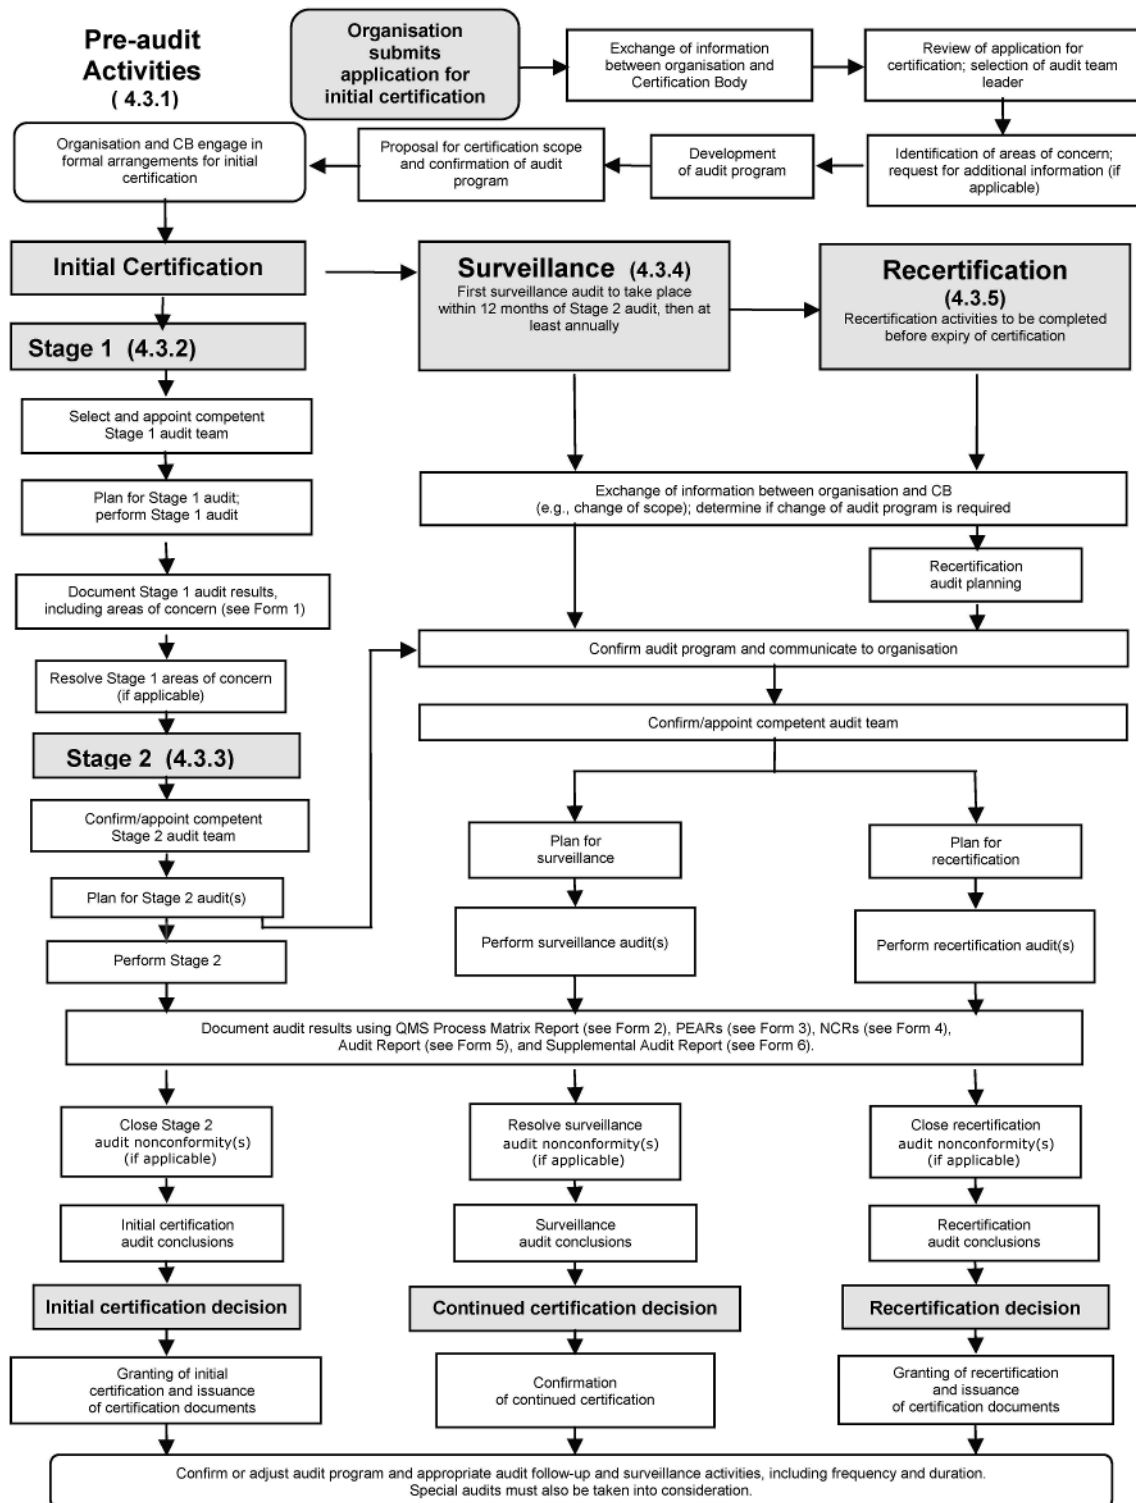 Pre-audit
Activities
( 4.3.1)
Organisation
submits
application for
initial certification
Exchange of information
between organisation and
Certification Body
Review of application for
certification; selection of audit team
leader
Organisation and CB engage in
formal arrangements for initial
certification
Proposal for certification scope
and confirmation of audit
program
Development
of audit program
Identification of areas of concern;
request for additional information (if
applicable)
Initial Certification
Surveillance (4.3.4)
First surveillance audit to take place
within 12 months of Stage 2 audit, then at
least annually
Recertification
(4.3.5)
Recertification activities to be completed
before expiry of certification
Stage 1 (4.3.2)
Select and appoint competent
Stage 1 audit team
Plan for Stage 1 audit;
perform Stage 1 audit
Document Stage 1 audit results,
including areas of concern (see Form 1)
Resolve Stage 1 areas of concern
(if applicable)
Stage 2 (4.3.3)
Confirm/appoint competent
Stage 2 audit team
Plan for Stage 2 audit(s)
Perform Stage 2
Exchange of information between organisation and CB
(e.g., change of scope); determine if change of audit program is required
Recertification
audit planning
Confirm audit program and communicate to organisation
Confirm/appoint competent audit team
Plan for
surveillance
Plan for
recertification
Perform surveillance audit(s)
Perform recertification audit(s)
Document audit results using QMS Process Matrix Report (see Form 2), PEARs (see Form 3), NCRs (see Form 4),
Audit Report (see Form 5), and Supplemental Audit Report (see Form 6).
Close Stage 2
audit nonconformity(s)
(if applicable)
Resolve surveillance
audit nonconformity(s)
(if applicable)
Close recertification
audit nonconformity(s)
(if applicable)
Initial certification
audit conclusions
Surveillance
audit conclusions
Recertification
audit conclusions
Initial certification decision
Continued certification decision
Recertification decision
Granting of initial
certification and issuance
of certification documents
Confirmation
of continued certification
Granting of recertification
and issuance
of certification documents
Confirm or adjust audit program and appropriate audit follow-up and surveillance activities, including frequency and duration.
Special audits must also be taken into consideration.